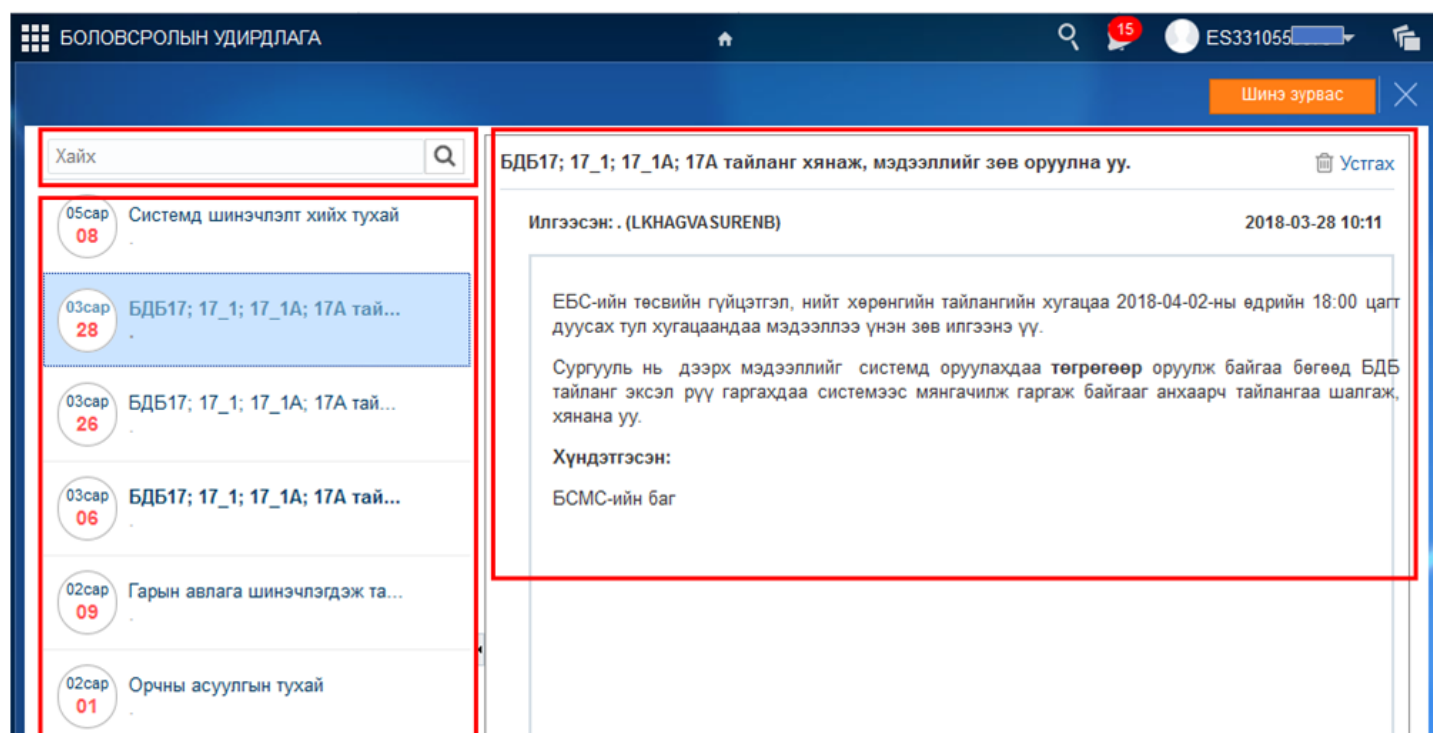 БОЛОВСРОЛЫН УДИРДЛАГА
15
ES331055
Шинэ зурвас
Хайх
05сар
08
Системд шинэчлэлт хийх тухай
.
03сар
28
БДБ17; 17_1; 17_1А; 17А тай...
.
03сар
26
БДБ17; 17_1; 17_1А; 17А тай...
.
03сар
06
БДБ17; 17_1; 17_1А; 17А тай...
.
02сар
09
Гарын авлага шинэчлэгдэж та...
.
02сар
01
Орчны асуулгын тухай
.
БДБ17; 17_1; 17_1А; 17А тайланг хянаж, мэдээллийг зөв оруулна уу.
Устгах
Илгээсэн: . (LKHAGVASURENB)
2018-03-28 10:11
ЕБС-ийн төсвийн гүйцэтгэл, нийт хөрөнгийн тайлангийн хугацаа 2018-04-02-ны өдрийн 18:00 цагт
дуусах тул хугацаандаа мэдээллээ үнэн зөв илгээнэ үү.
Сургууль нь дээрх мэдээллийг системд оруулахдаа төгрөгөөр оруулж байгаа бөгөөд БДБ
тайланг эксэл рүү гаргахдаа системээс мянгачилж гаргаж байгааг анхаарч тайлангаа шалгаж,
хянана уу.
Хүндэтгэсэн:
БСМС-ийн баг